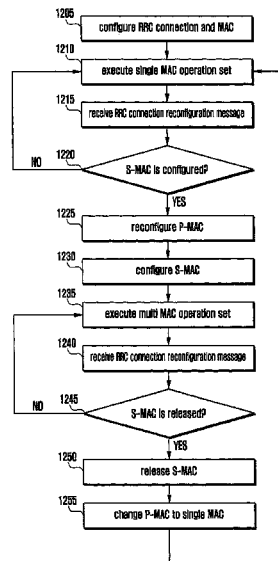 1205
configure RRC connection and MAC
1210
execute single MAC operation set
1215
receive RRC connection reconfiguration message
1220
S-MAC is configured?
NO
YES
1225
reconfigure P-MAC
1230
configure S-MAC
1235
execute multi MAC operation set
1240
receive RRC connection reconfiguration message
1245
S-MAC is released?
NO
YES
1250
release S-MAC
1255
change P-MAC to single MAC